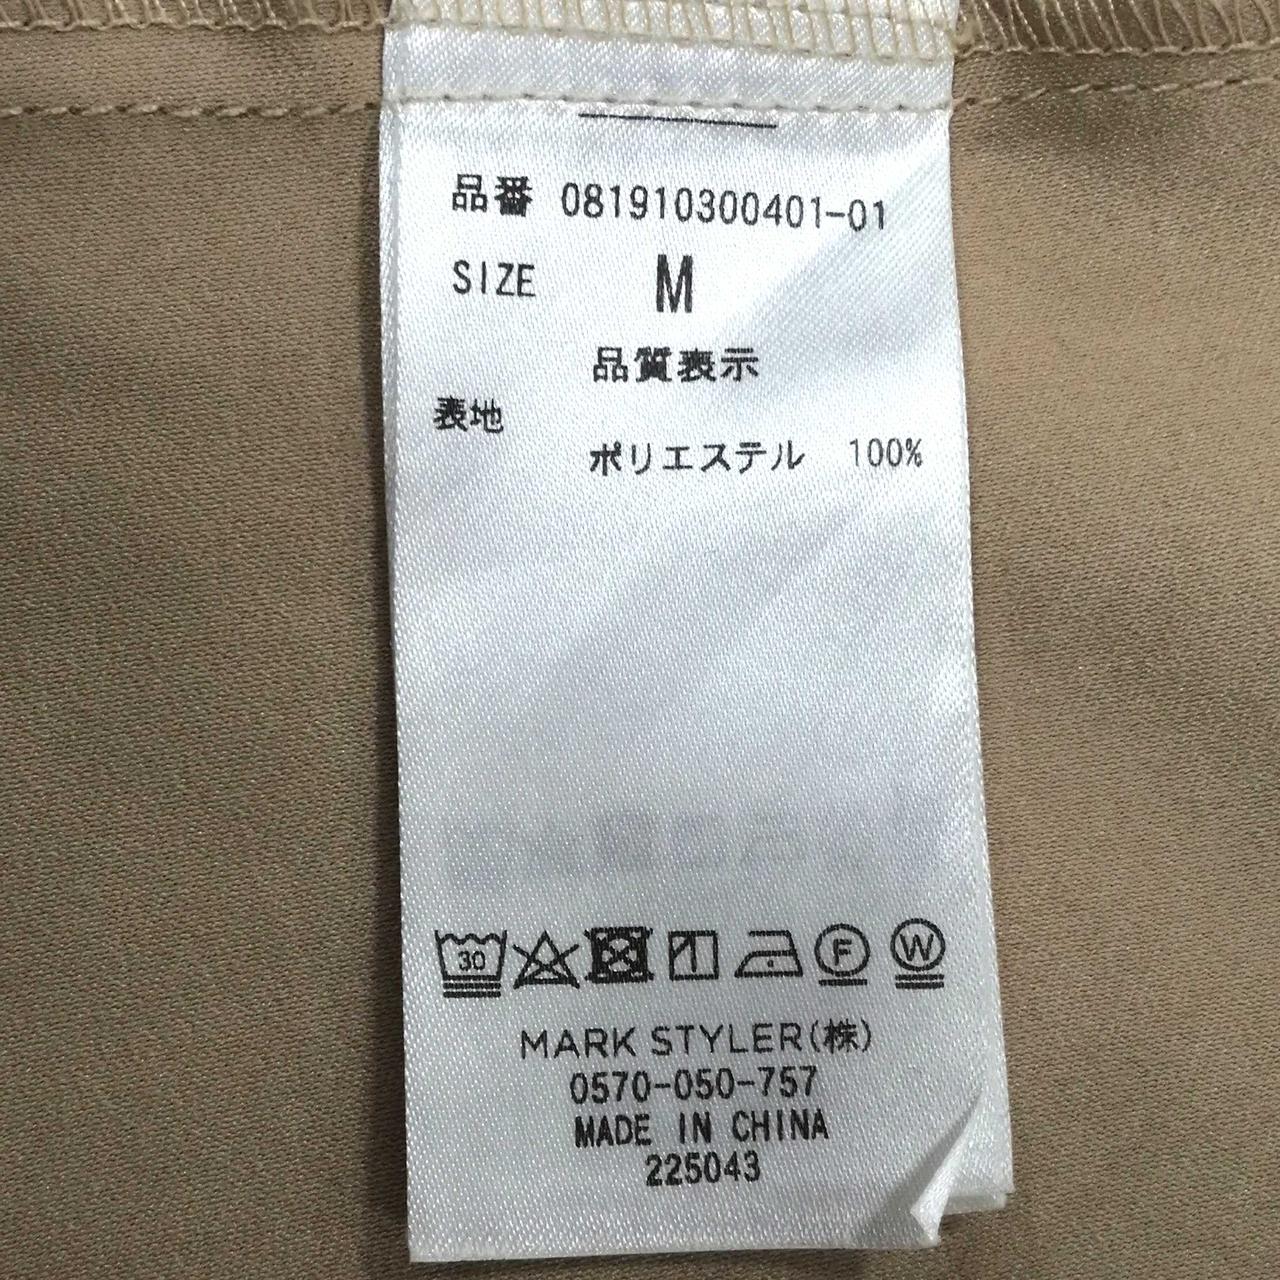 品番 081910300401-01
SIZE M
品質表示
表地
ポリエステル 100%
30 F W
MARK STYLER(株)
0570-050-757
MADE IN CHINA
225043